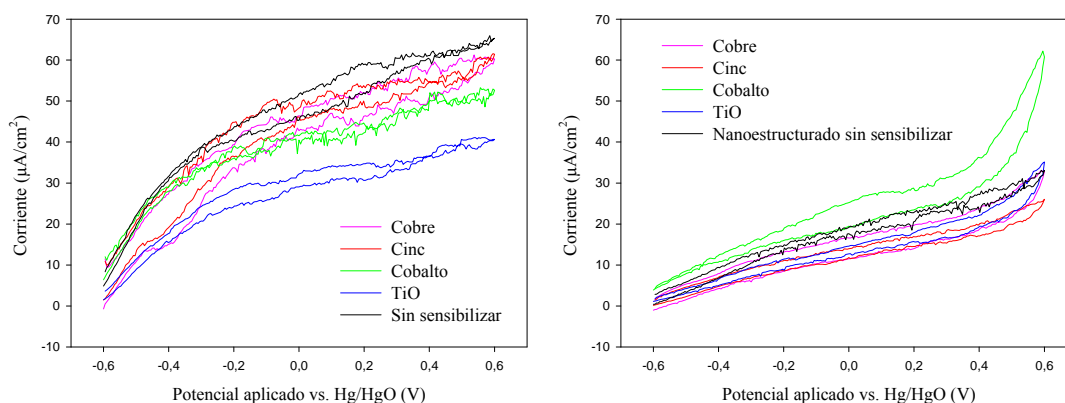 70
60
50
40
30
20
10
0
-10
Corriente (µA/cm2)
Cobre
Cinc
Cobalto
TiO
Sin sensibilizar
-0,6
-0,4
-0,2
0,0
0,2
0,4
0,6
Potencial aplicado vs. Hg/HgO (V)
70
60
50
40
30
20
10
0
-10
Corriente (µA/cm2)
Cobre
Cinc
Cobalto
TiO
Nanoestructurado sin sensibilizar
-0,6
-0,4
-0,2
0,0
0,2
0,4
0,6
Potencial aplicado vs. Hg/HgO (V)